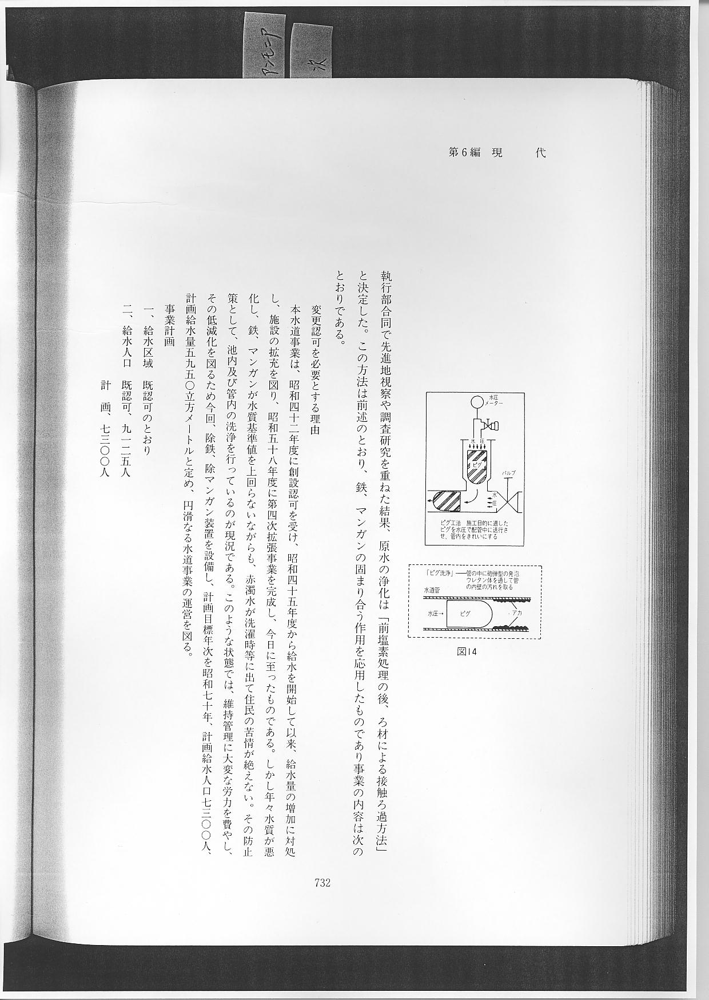 アンモニア
次
第6編 現 代
水圧
メーター
水 圧
ピグ
バルブ
水
圧
ピグ工法 施工目的に適した
ピグを水圧で配管中に送行さ
せ、管内をきれいにする
「ピグ洗浄」――管の中に砲弾型の発泡
ウレタン体を通して管
の内壁の汚れを取る
水道管
水圧→
ピグ
アカ
図14
執行部合同で先進地視察や調査研究を重ねた結果、原水の浄化は「前塩素処理の後、ろ材による接触ろ過方法」
と決定した。この方法は前述のとおり、鉄、マンガンの固まり合う作用を応用したものであり事業の内容は次の
とおりである。
変更認可を必要とする理由
本水道事業は、昭和四十二年度に創設認可を受け、昭和四十五年度から給水を開始して以来、給水量の増加に対処
し、施設の拡充を図り、昭和五十八年度に第四次拡張事業を完成し、今日に至ったものである。しかし年々水質が悪
化し、鉄、マンガンが水質基準値を上回らないながらも、赤濁水が洗濯時等に出て住民の苦情が絶えない。その防止
策として、池内及び管内の洗浄を行っているのが現況である。このような状態では、維持管理に大変な労力を費やし、
その低減化を図るため今回、除鉄、除マンガン装置を設備し、計画目標年次を昭和七十年、計画給水人口七三〇〇人、
計画給水量五九五〇立方メートルと定め、円滑なる水道事業の運営を図る。
事業計画
一、給水区域 既認可のとおり
二、給水人口 既認可、九一二五人
計 画、七三〇〇人
732